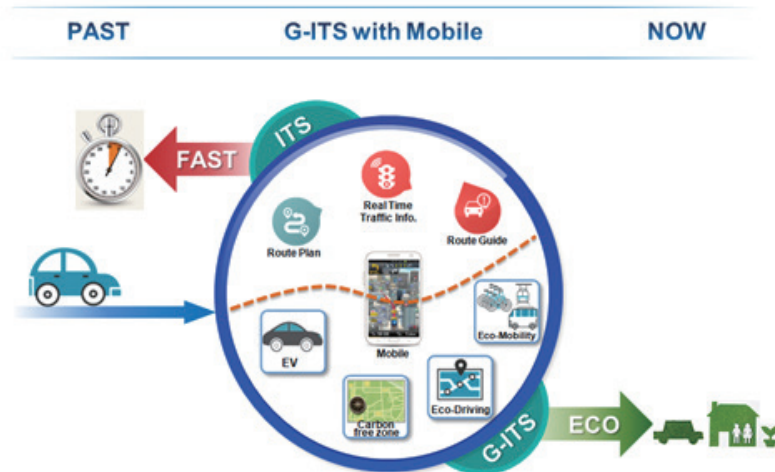 PAST
G-ITS with Mobile
NOW
ITS
FAST
Real Time
Traffic Info.
Route Plan
Route Guide
Mobile
EV
Eco-Mobility
Carbon
free zone
Eco-Driving
G-ITS
ECO